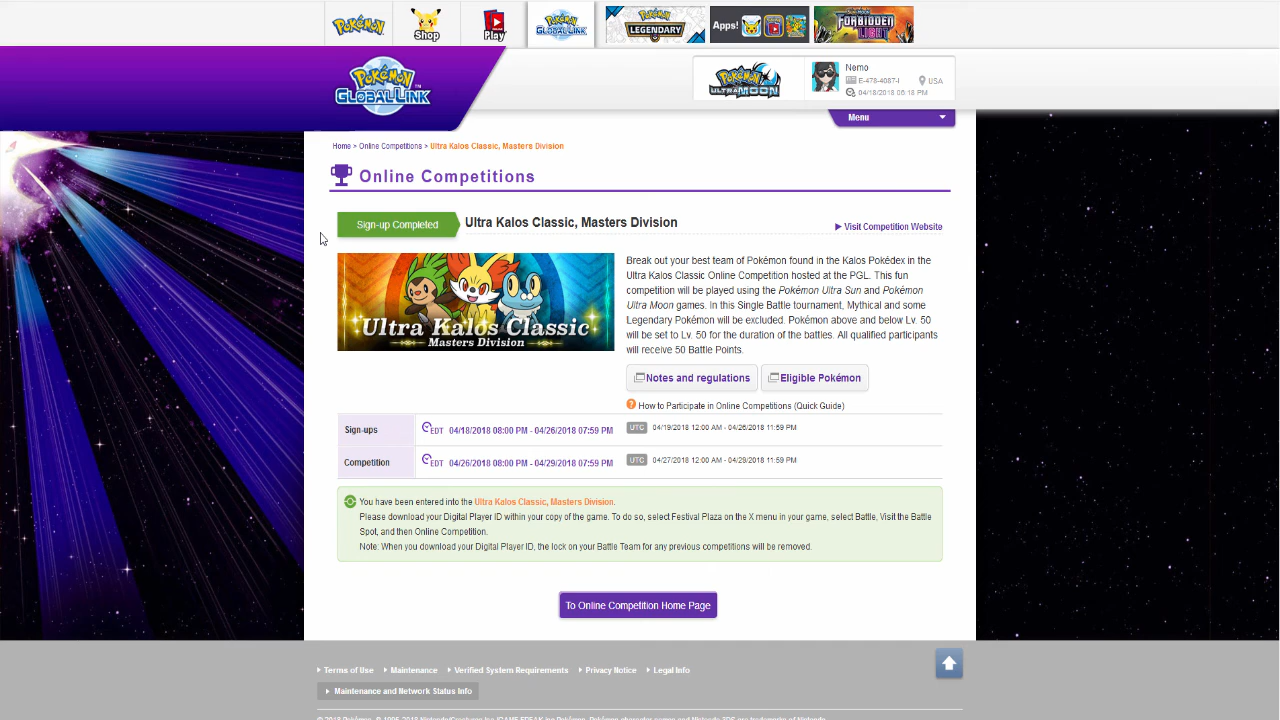 Pokémon
Shop
Play
Pokémon
GLOBAL LINK
Pokémon
LEGENDARY
Apps!
FORBIDDEN
LIGHT
Pokémon
GLOBAL LINK
Pokémon
ULTRA MOON
Nemo
E-478-4087-I
USA
04/18/2018 06:18 PM
Menu
Home > Online Competitions > Ultra Kalos Classic, Masters Division
Online Competitions
Sign-up Completed
Ultra Kalos Classic, Masters Division
Visit Competition Website
Ultra Kalos Classic
Masters Division
Break out your best team of Pokémon found in the Kalos Pokédex in the
Ultra Kalos Classic Online Competition hosted at the PGL. This fun
competition will be played using the Pokémon Ultra Sun and Pokémon
Ultra Moon games. In this Single Battle tournament, Mythical and some
Legendary Pokémon will be excluded. Pokémon above and below Lv. 50
will be set to Lv. 50 for the duration of the battles. All qualified participants
will receive 50 Battle Points.
Notes and regulations
Eligible Pokémon
? How to Participate in Online Competitions (Quick Guide)
Sign-ups
EDT 04/18/2018 08:00 PM - 04/26/2018 07:59 PM
UTC 04/19/2018 12:00 AM - 04/26/2018 11:59 PM
Competition
EDT 04/26/2018 08:00 PM - 04/29/2018 07:59 PM
UTC 04/27/2018 12:00 AM - 04/29/2018 11:59 PM
You have been entered into the Ultra Kalos Classic, Masters Division.
Please download your Digital Player ID within your copy of the game. To do so, select Festival Plaza on the X menu in your game, select Battle, Visit the Battle
Spot, and then Online Competition.
Note: When you download your Digital Player ID, the lock on your Battle Team for any previous competitions will be removed.
To Online Competition Home Page
Terms of Use
Maintenance
Verified System Requirements
Privacy Notice
Legal Info
Maintenance and Network Status Info